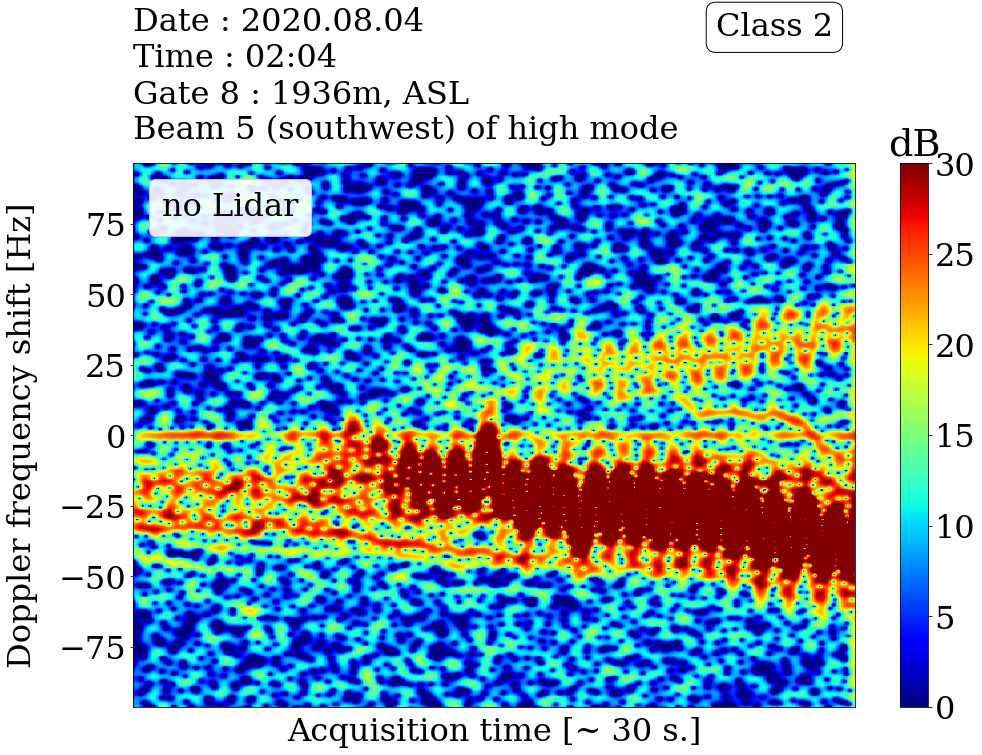 Date : 2020.08.04
Time : 02:04
Gate 8 : 1936m, ASL
Beam 5 (southwest) of high mode
Class 2
dB
no Lidar
Doppler frequency shift [Hz]
75
50
25
0
−25
−50
−75
30
25
20
15
10
5
0
Acquisition time [~ 30 s.]